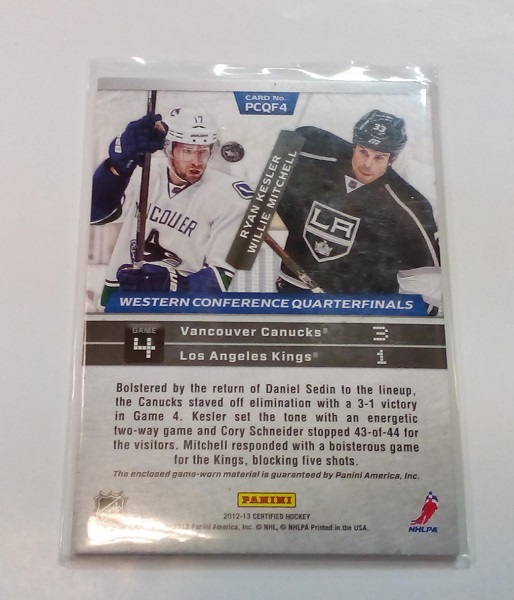 CARD No.
PCQF4
17
33
RYAN KESLER
WILLIE MITCHELL
LA
WESTERN CONFERENCE QUARTERFINALS
GAME
4
Vancouver Canucks® 3
Los Angeles Kings® 1
Bolstered by the return of Daniel Sedin to the lineup,
the Canucks staved off elimination with a 3-1 victory
in Game 4. Kesler set the tone with an energetic
two-way game and Cory Schneider stopped 43-of-44 for
the visitors. Mitchell responded with a boisterous game
for the Kings, blocking five shots.
The enclosed game-worn material is guaranteed by Panini America, Inc.
NHL
PANINI
2012-13 CERTIFIED HOCKEY
Panini America, Inc. © NHL, © NHLPA Printed in the USA.
NHLPA